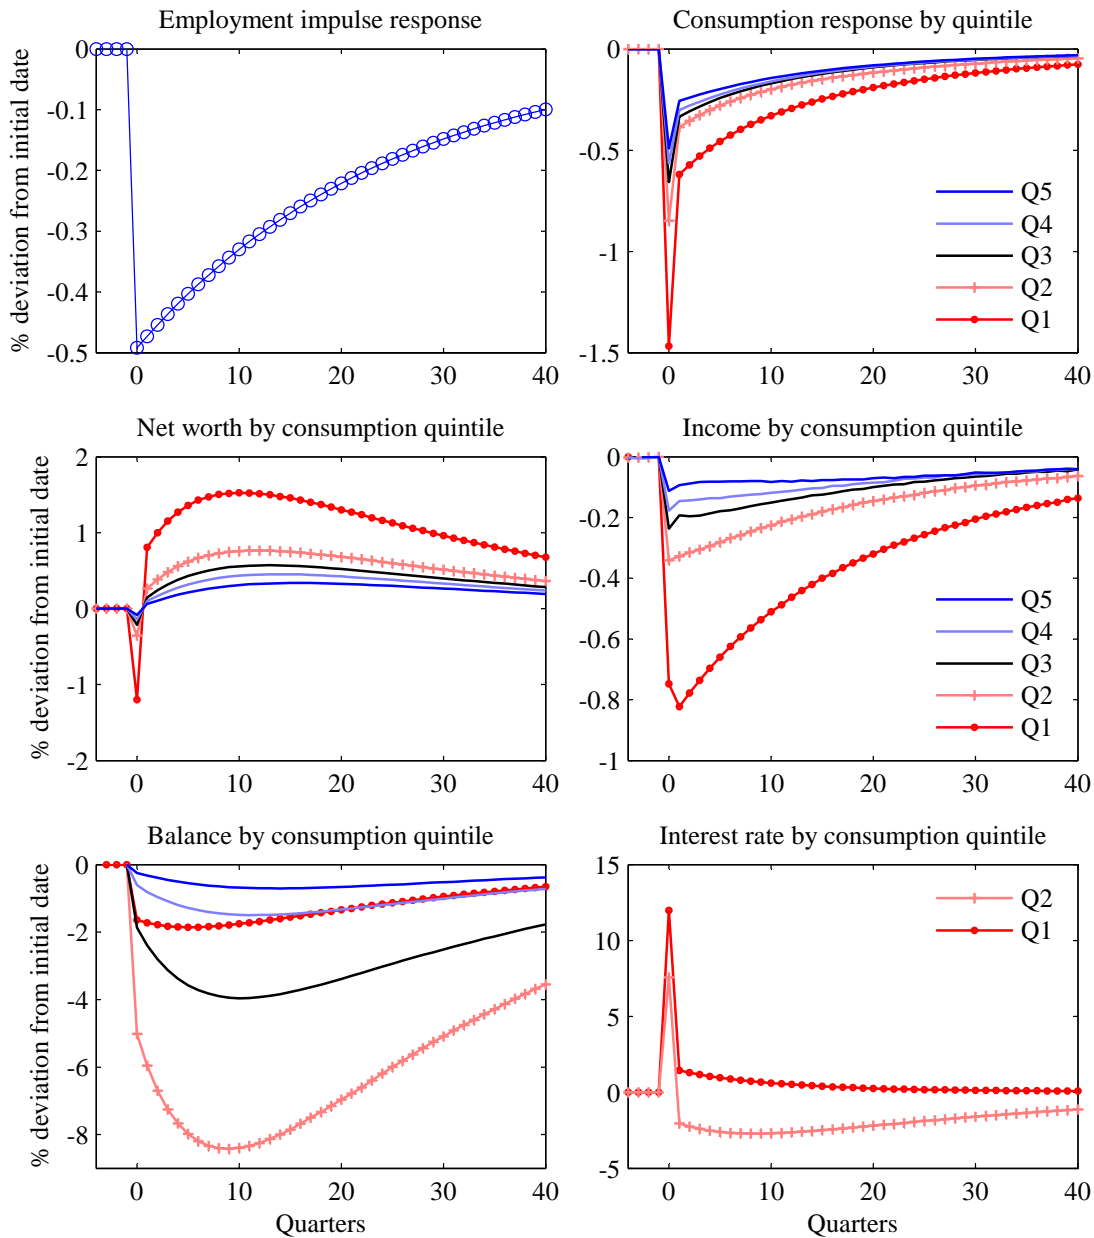 Employment impulse response
% deviation from initial date
0
-0.1
-0.2
-0.3
-0.4
-0.5
0
10
20
30
40
Consumption response by quintile
0
-0.5
-1
-1.5
0
10
20
30
40
Q5
Q4
Q3
Q2
Q1
Net worth by consumption quintile
% deviation from initial date
2
1
0
-1
-2
0
10
20
30
40
Income by consumption quintile
0
-0.2
-0.4
-0.6
-0.8
-1
0
10
20
30
40
Q5
Q4
Q3
Q2
Q1
Balance by consumption quintile
% deviation from initial date
0
-2
-4
-6
-8
0
10
20
30
40
Quarters
Interest rate by consumption quintile
15
10
5
0
-5
0
10
20
30
40
Q2
Q1
Quarters